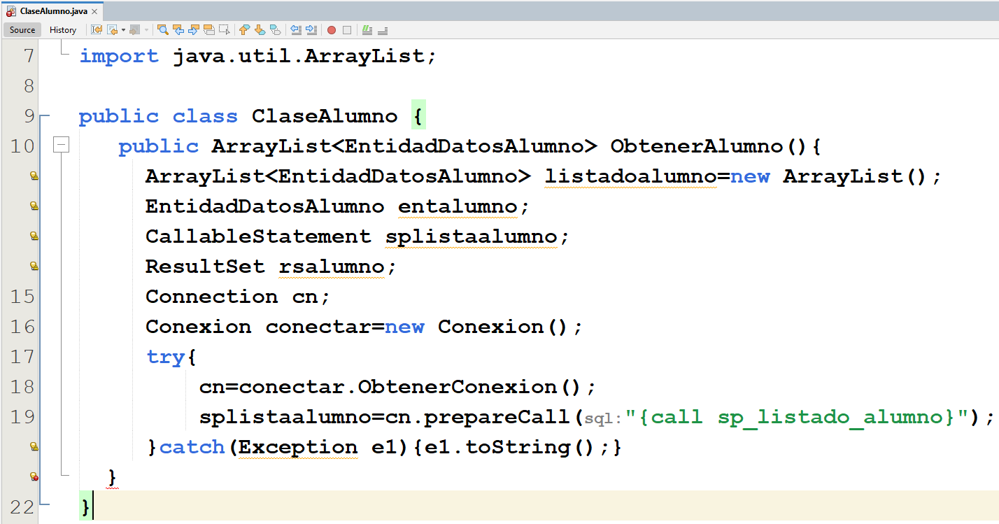 ClaseAlumno.java
Source History
7 import java.util.ArrayList;
8
9 public class ClaseAlumno {
10 public ArrayList<EntidadDatosAlumno> ObtenerAlumno(){
ArrayList<EntidadDatosAlumno> listadoalumno=new ArrayList();
EntidadDatosAlumno entalumno;
CallableStatement splistaalumno;
ResultSet rsalumno;
15 Connection cn;
16 Conexion conectar=new Conexion();
17 try{
18 cn=conectar.ObtenerConexion();
19 splistaalumno=cn.prepareCall(sql:"{call sp_listado_alumno}");
}catch(Exception e1){e1.toString();}
}
22 }